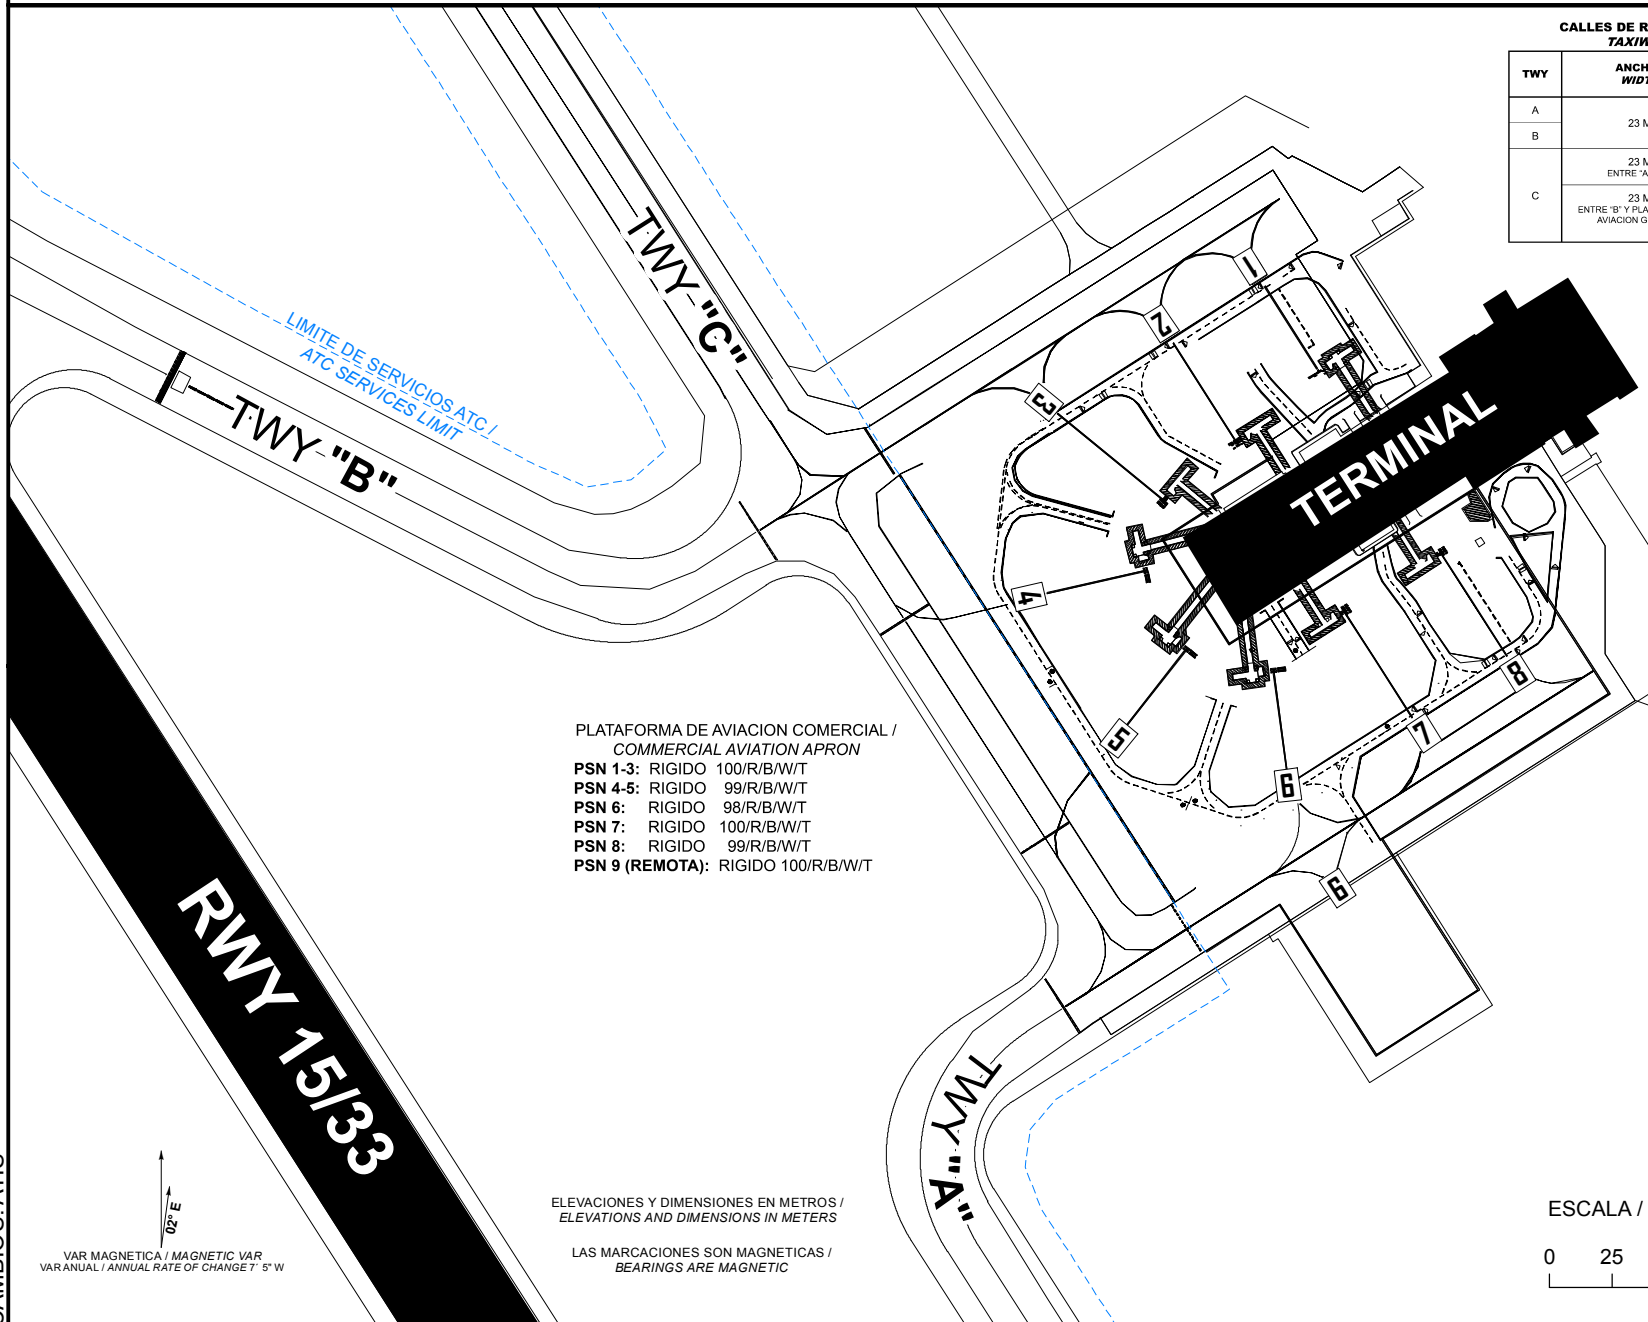 CALLES DE R
TAXIW
TWY
ANCH
WIDT
A
B
23 M
C
23 M
ENTRE "A
23 M
ENTRE "B" Y PLA
AVIACION G
TWY "C"
LIMITE DE SERVICIOS ATC /
ATC SERVICES LIMIT
TWY "B"
1
2
3
4
5
6
7
8
6
TERMINAL
PLATAFORMA DE AVIACION COMERCIAL /
COMMERCIAL AVIATION APRON
PSN 1-3: RIGIDO 100/R/B/W/T
PSN 4-5: RIGIDO 99/R/B/W/T
PSN 6: RIGIDO 98/R/B/W/T
PSN 7: RIGIDO 100/R/B/W/T
PSN 8: RIGIDO 99/R/B/W/T
PSN 9 (REMOTA): RIGIDO 100/R/B/W/T
RWY 15/33
TWY "A"
02° E
VAR MAGNETICA / MAGNETIC VAR
VAR ANUAL / ANNUAL RATE OF CHANGE 7' 5" W
ELEVACIONES Y DIMENSIONES EN METROS /
ELEVATIONS AND DIMENSIONS IN METERS
LAS MARCACIONES SON MAGNETICAS /
BEARINGS ARE MAGNETIC
ESCALA /
0 25